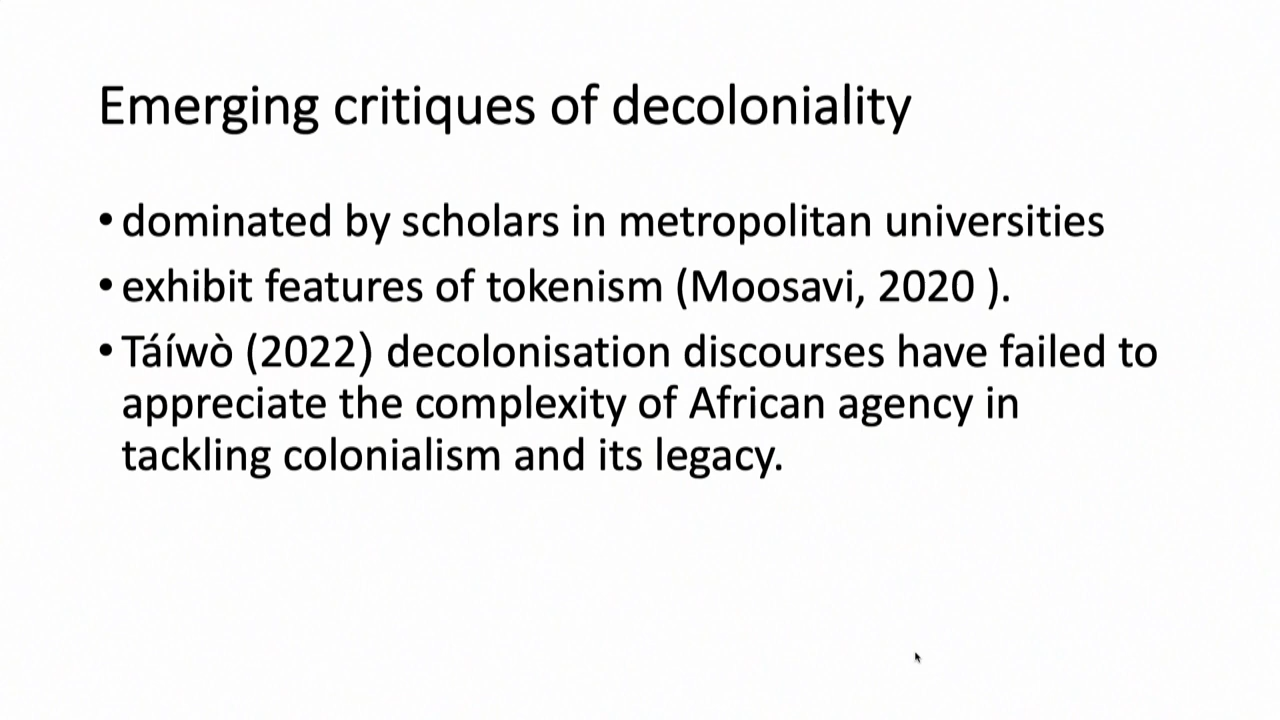 Emerging critiques of decoloniality
• dominated by scholars in metropolitan universities
• exhibit features of tokenism (Moosavi, 2020 ).
• Táíwò (2022) decolonisation discourses have failed to
appreciate the complexity of African agency in
tackling colonialism and its legacy.